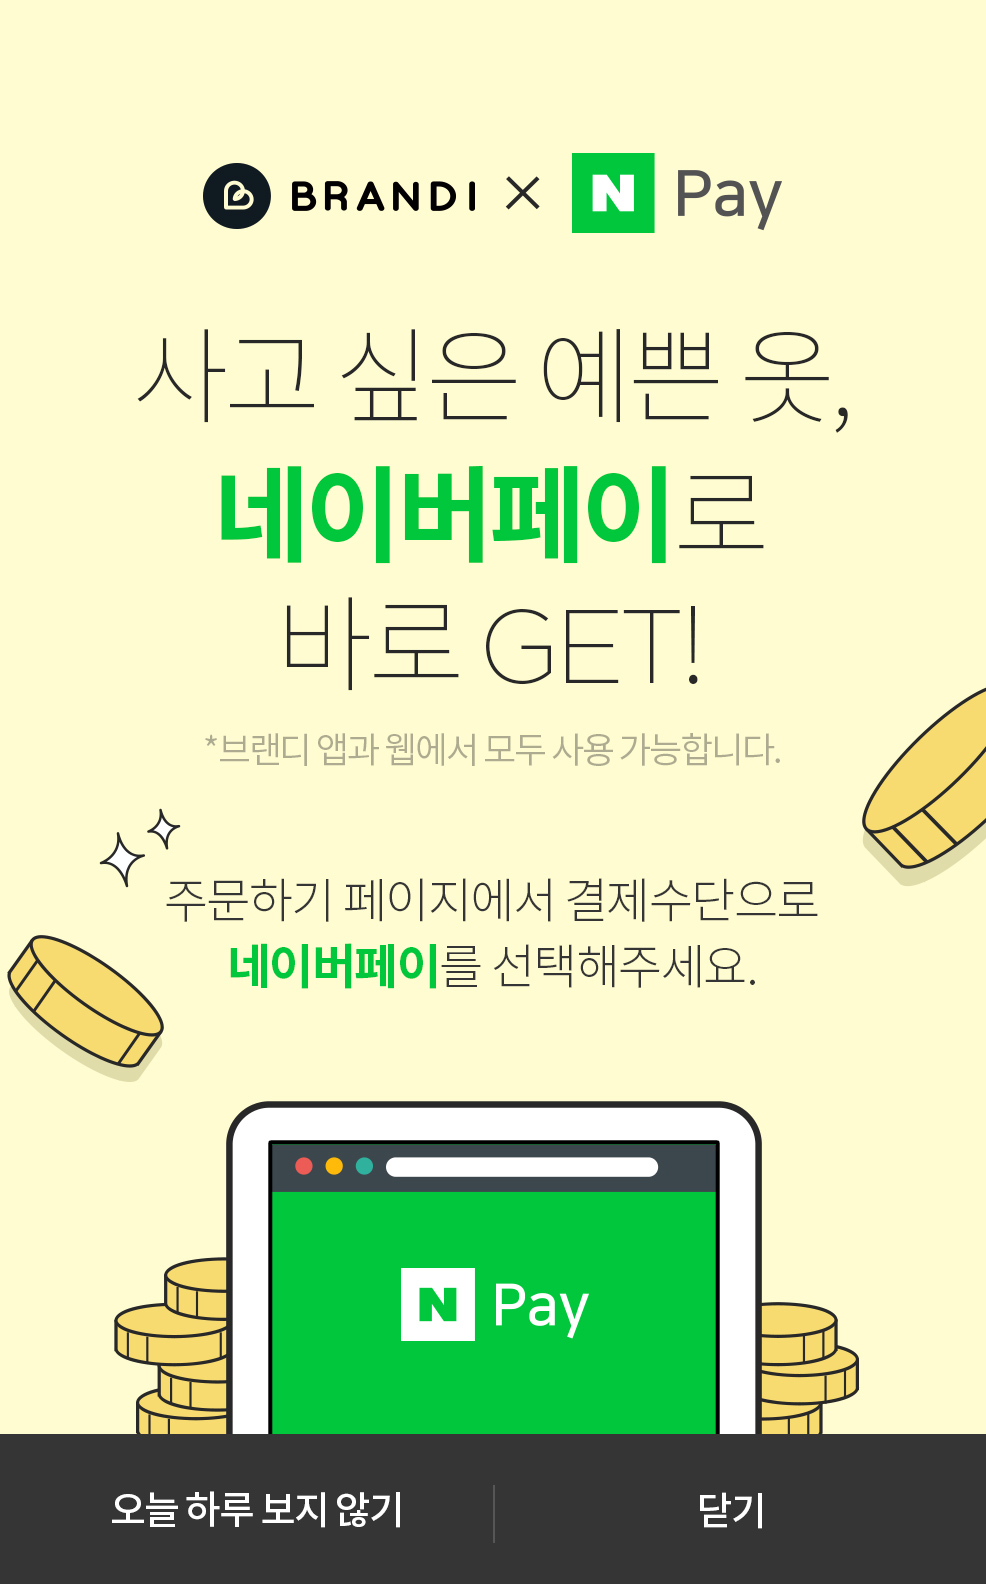 BRANDI × N Pay
사고 싶은 예쁜 옷,
네이버페이로
바로 GET!
*브랜디 앱과 웹에서 모두 사용 가능합니다.
주문하기 페이지에서 결제수단으로
네이버페이를 선택해주세요.
N Pay
오늘 하루 보지 않기
닫기